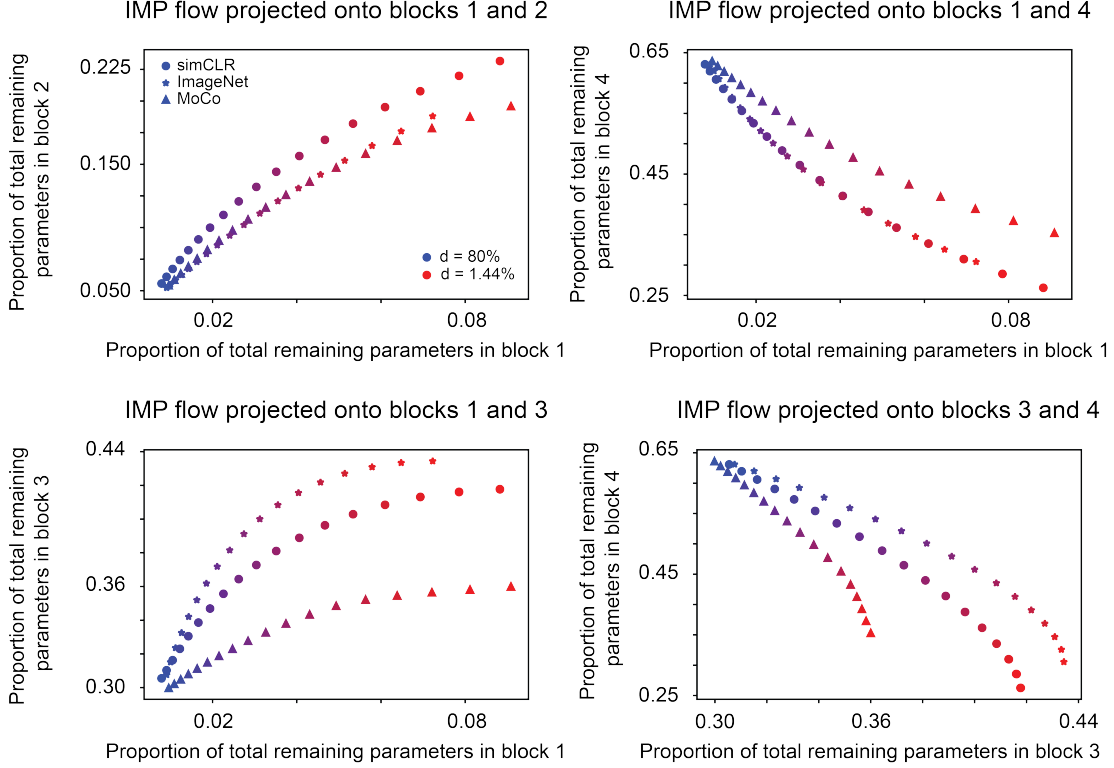 IMP flow projected onto blocks 1 and 2
Proportion of total remaining
parameters in block 2
0.225
0.150
0.050
simCLR
ImageNet
MoCo
d = 80%
d = 1.44%
0.02
0.08
Proportion of total remaining parameters in block 1
IMP flow projected onto blocks 1 and 4
Proportion of total remaining
parameters in block 4
0.65
0.45
0.25
0.02
0.08
Proportion of total remaining parameters in block 1
IMP flow projected onto blocks 1 and 3
Proportion of total remaining
parameters in block 3
0.44
0.36
0.30
0.02
0.08
Proportion of total remaining parameters in block 1
IMP flow projected onto blocks 3 and 4
Proportion of total remaining
parameters in block 4
0.65
0.45
0.25
0.30
0.36
0.44
Proportion of total remaining parameters in block 3